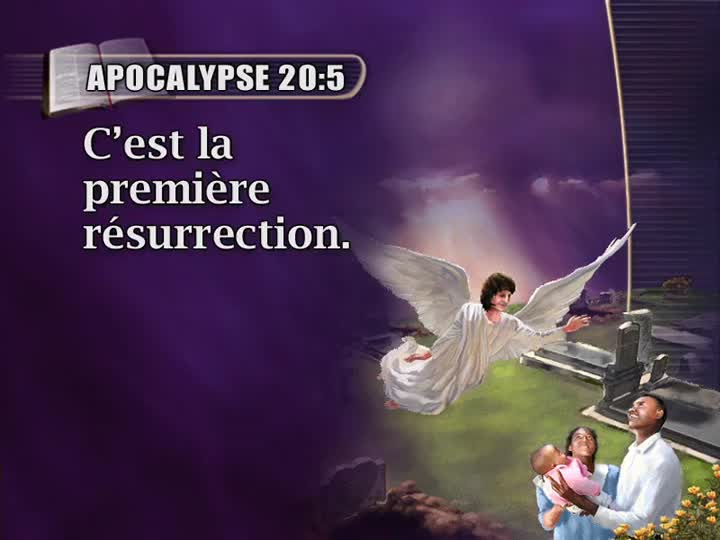 APOCALYPSE 20:5
C’est la
première
résurrection.